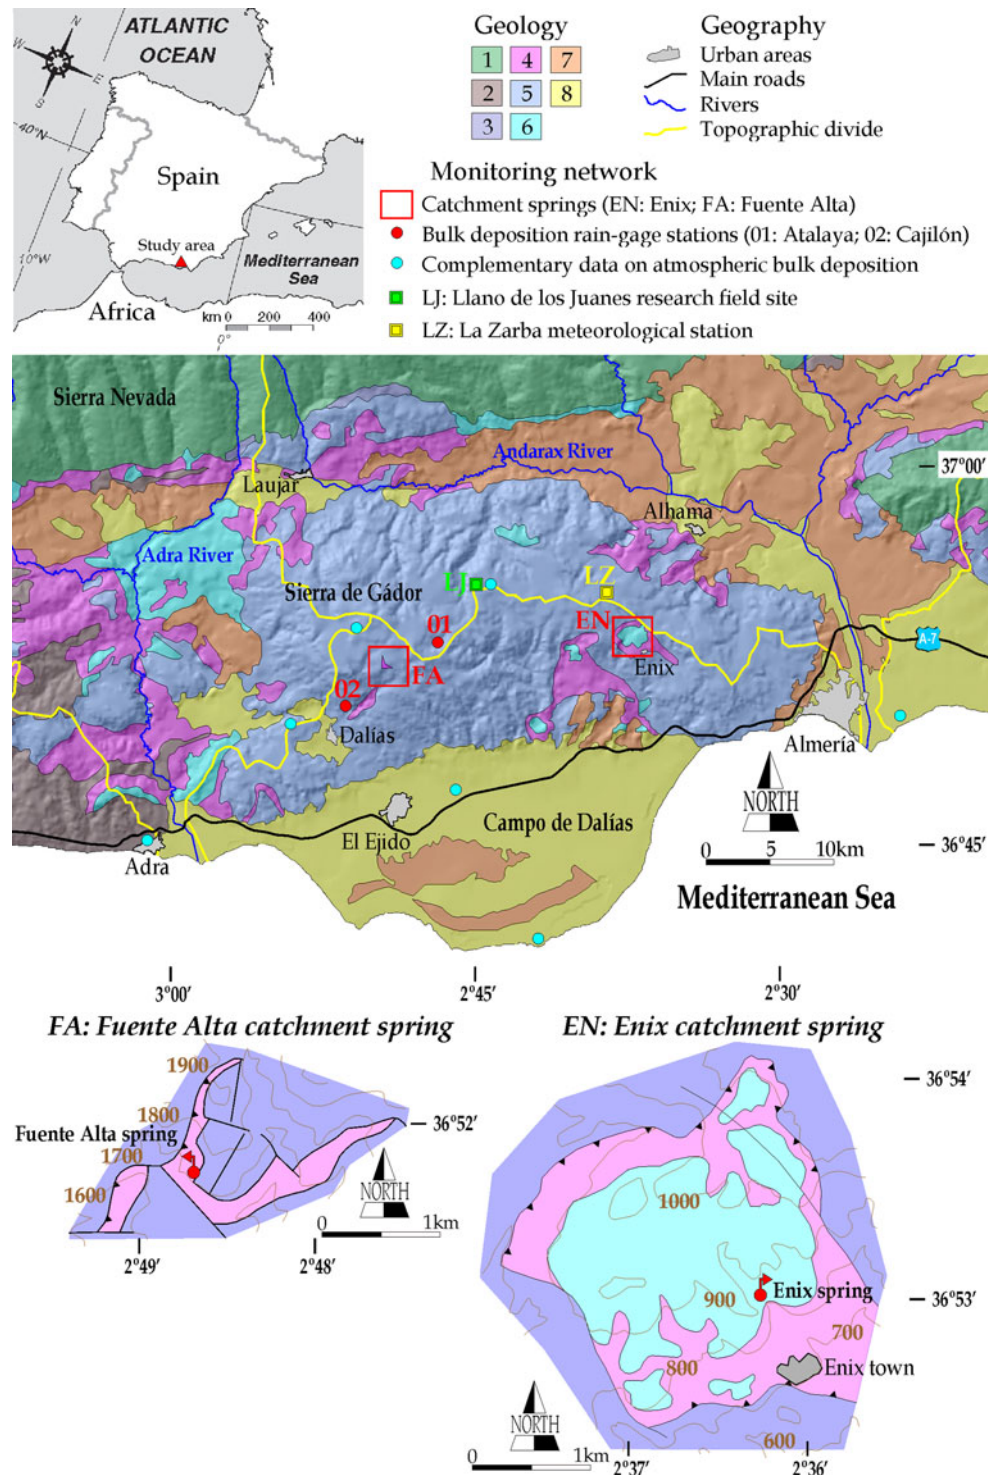 ATLANTIC
OCEAN
N
W
E
S
40°N
10°W
0°
Spain
Study area
Mediterranean
Sea
Africa
km 0 200 400
Geology
1 4 7
2 5 8
3 6
Geography
Urban areas
Main roads
Rivers
Topographic divide
Monitoring network
Catchment springs (EN: Enix; FA: Fuente Alta)
Bulk deposition rain-gage stations (01: Atalaya; 02: Cajilón)
Complementary data on atmospheric bulk deposition
LJ: Llano de los Juanes research field site
LZ: La Zarba meteorological station
Sierra Nevada
Andarax River
37°00'
Laujar
Alhama
Adra River
LJ
LZ
Sierra de Gádor
01
EN
A-7
FA
Enix
02
Dalías
Almería
NORTH
El Ejido
Campo de Dalías
0 5 10km
36°45'
Adra
Mediterranean Sea
3°00'
2°45'
2°30'
FA: Fuente Alta catchment spring
1900
1800
Fuente Alta spring
1700
1600
36°52'
NORTH
0 1km
2°49'
2°48'
EN: Enix catchment spring
36°54'
1000
Enix spring
900
36°53'
700
800
Enix town
NORTH
0 1km
600
2°37'
2°36'